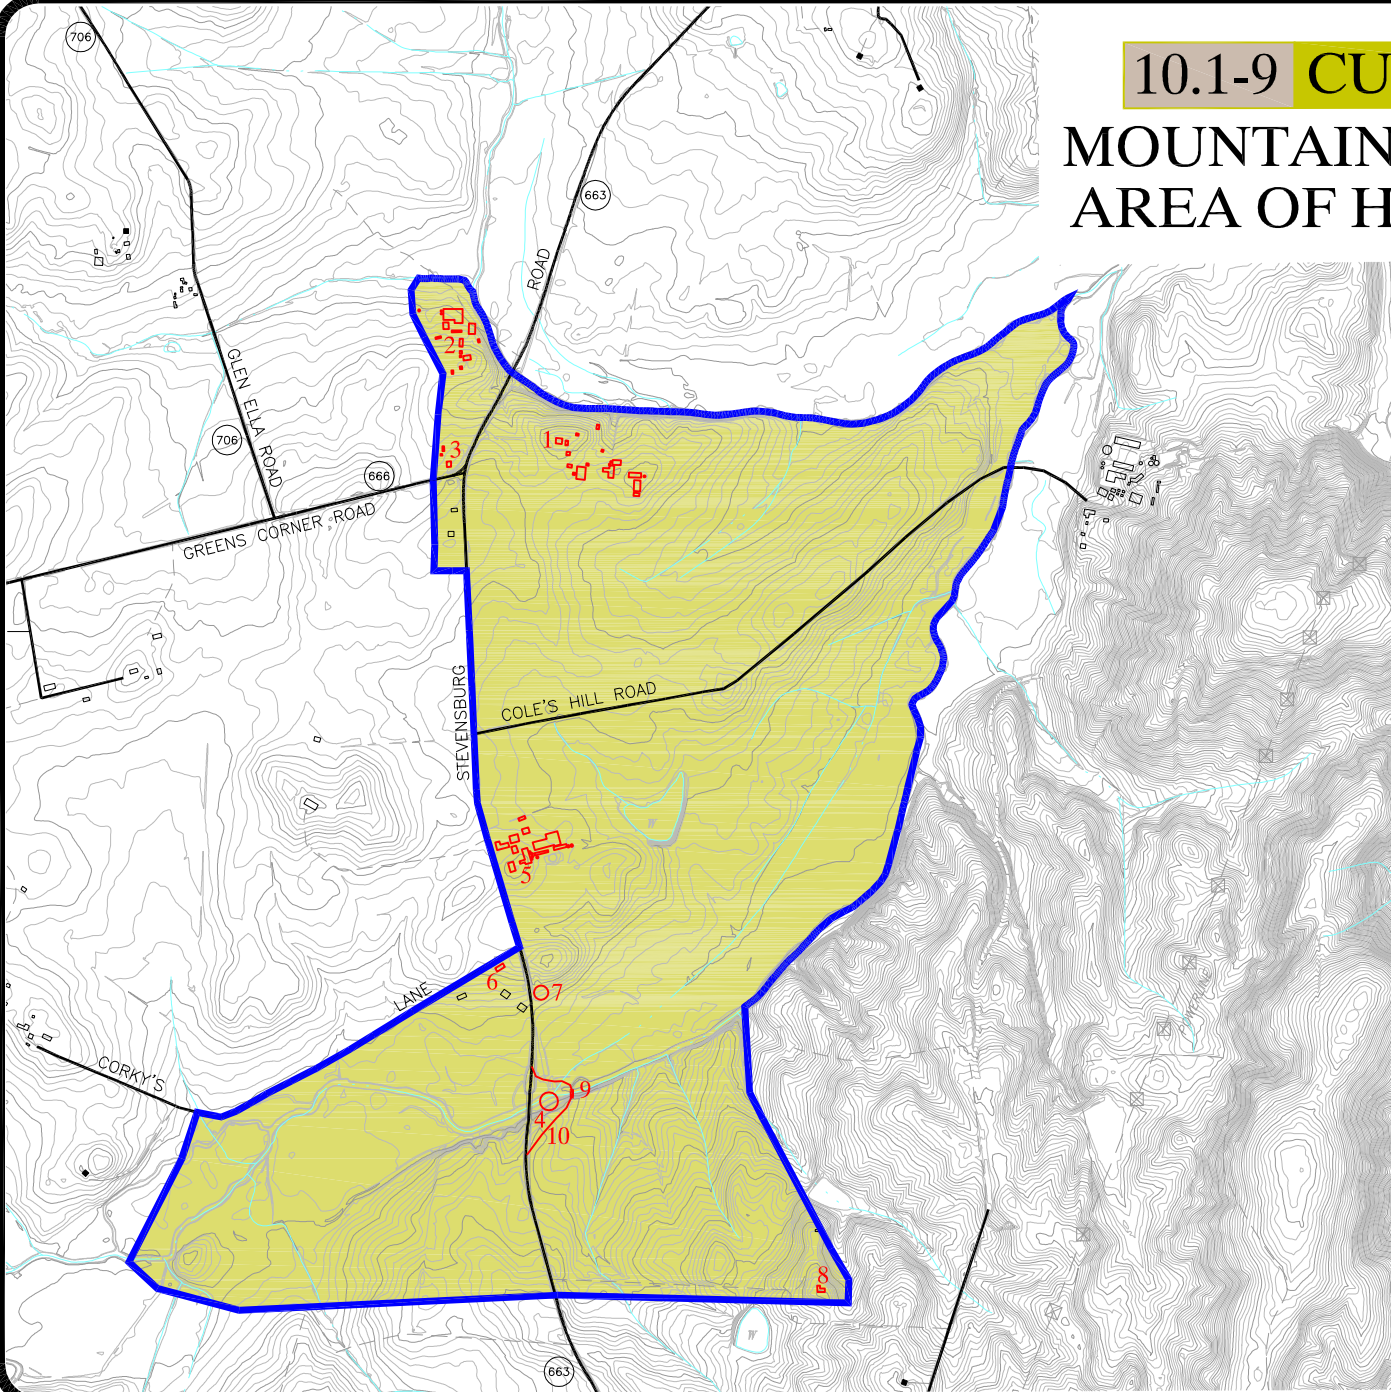 10.1-9 CU
MOUNTAIN
AREA OF H
706
663
ROAD
2
GLEN ELLA ROAD
1
3
706
666
GREENS CORNER ROAD
STEVENSBURG
COLE'S HILL ROAD
W
5
6
7
LANE
POWERLINE
CORKY'S
9
4
10
8
W
663